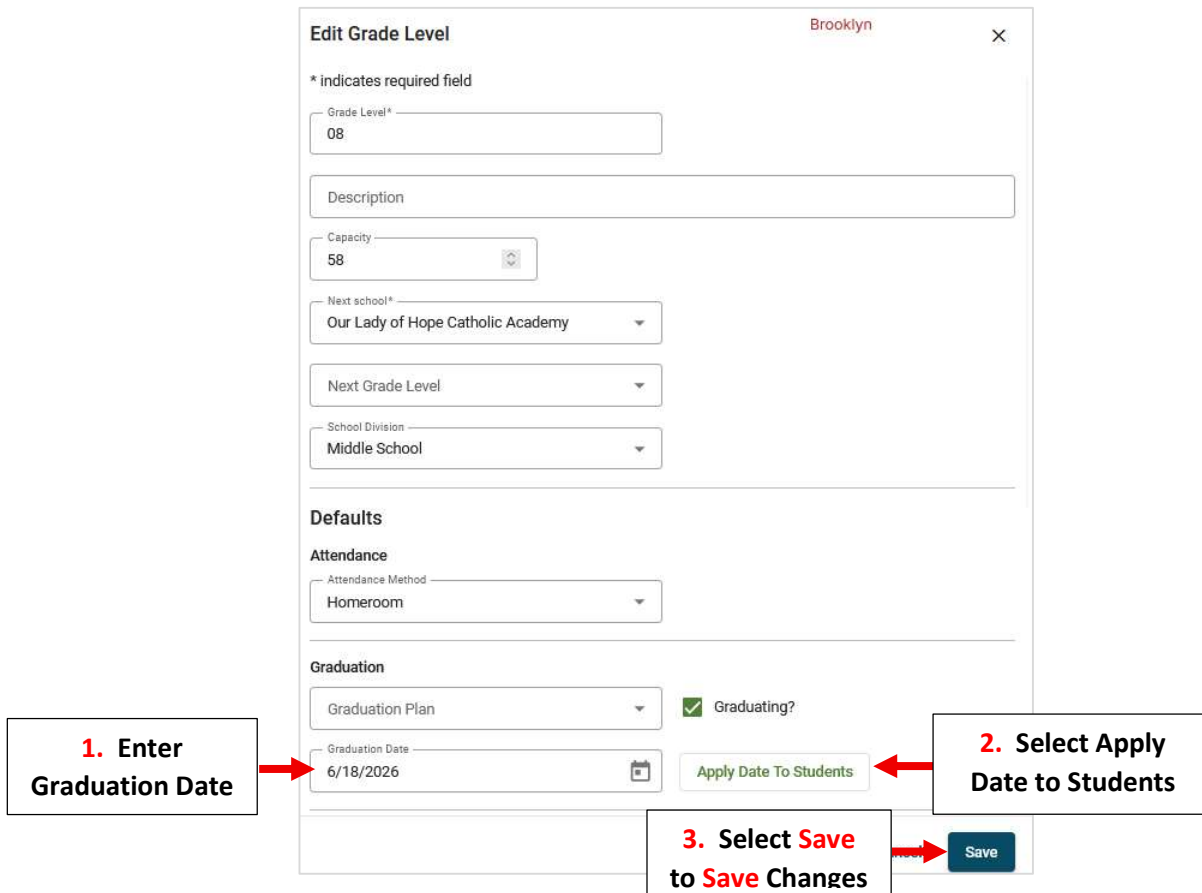 Edit Grade Level
Brooklyn
* indicates required field
Grade Level*
08
Description
Capacity
58
Next school*
Our Lady of Hope Catholic Academy
Next Grade Level
School Division
Middle School
Defaults
Attendance
Attendance Method
Homeroom
Graduation
Graduation Plan
Graduating?
1. Enter
Graduation Date
Graduation Date
6/18/2026
Apply Date To Students
2. Select Apply
Date to Students
3. Select Save
to Save Changes
Save